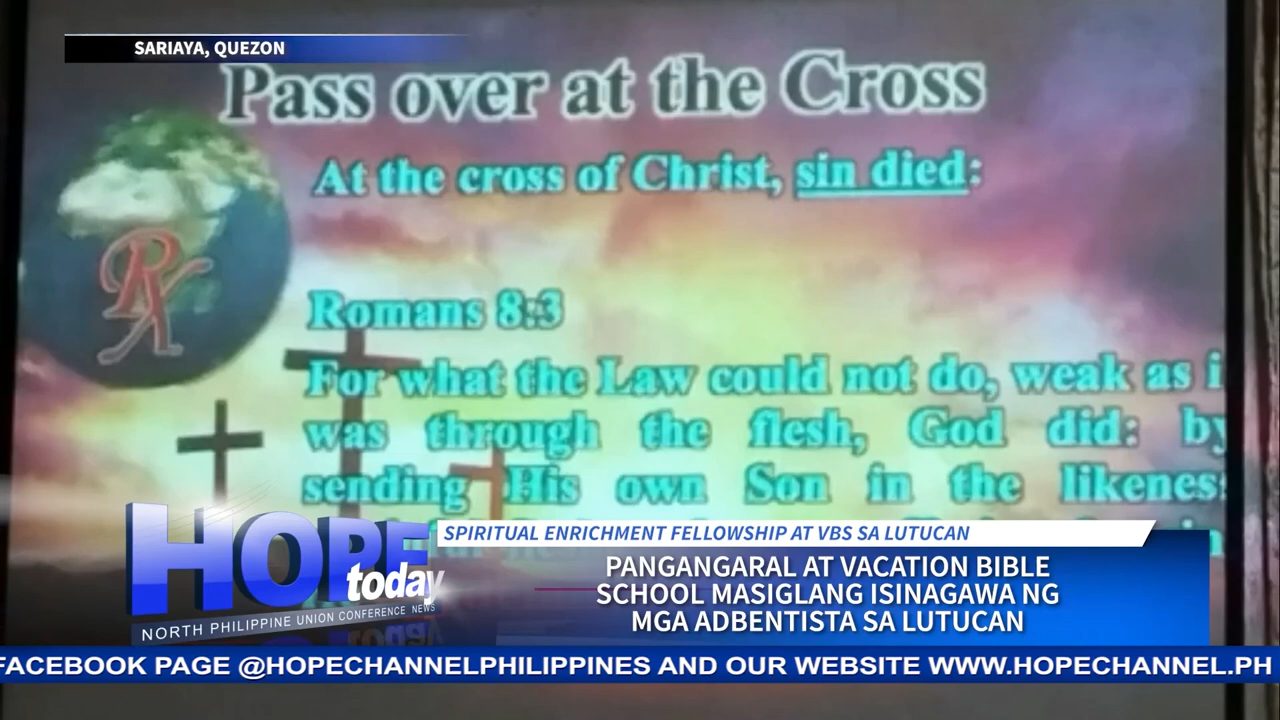 SARIAYA, QUEZON
Pass over at the Cross
At the cross of Christ, sin died:
Rx
Romans 8:3
For what the Law could not do, weak as i
was through the flesh, God did: by
sending His own Son in the likenes
HOPE
today
NORTH PHILIPPINE UNION CONFERENCE NEWS
SPIRITUAL ENRICHMENT FELLOWSHIP AT VBS SA LUTUCAN
PANGANGARAL AT VACATION BIBLE
SCHOOL MASIGLANG ISINAGAWA NG
MGA ADBENTISTA SA LUTUCAN
FACEBOOK PAGE @HOPECHANNELPHILIPPINES AND OUR WEBSITE WWW.HOPECHANNEL.PH